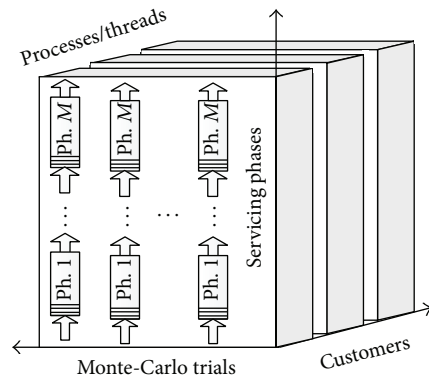 Processes/threads
Ph. M
Ph. M
Ph. M
Servicing phases
... ... ... ...
Ph. 1
Ph. 1
Ph. 1
Monte-Carlo trials
Customers